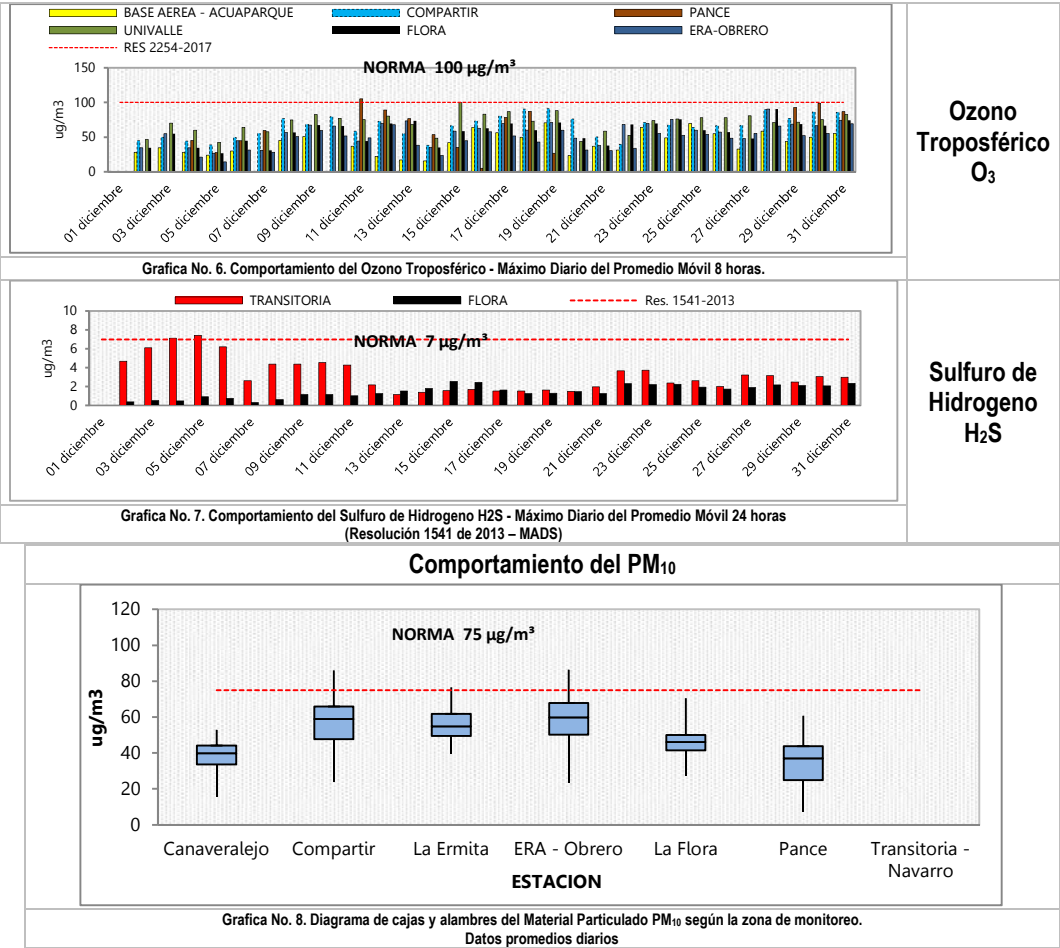 BASE AEREA - ACUAPARQUE COMPARTIR PANCE
UNIVALLE FLORA ERA-OBRERO
RES 2254-2017
NORMA 100 µg/m³
ug/m3
150
100
50
0
01 diciembre 03 diciembre 05 diciembre 07 diciembre 09 diciembre 11 diciembre 13 diciembre 15 diciembre 17 diciembre 19 diciembre 21 diciembre 23 diciembre 25 diciembre 27 diciembre 29 diciembre 31 diciembre
Grafica No. 6. Comportamiento del Ozono Troposférico - Máximo Diario del Promedio Móvil 8 horas.
Ozono
Troposférico
O₃
TRANSITORIA FLORA Res. 1541-2013
NORMA 7 µg/m³
ug/m3
10
8
6
4
2
0
01 diciembre 03 diciembre 05 diciembre 07 diciembre 09 diciembre 11 diciembre 13 diciembre 15 diciembre 17 diciembre 19 diciembre 21 diciembre 23 diciembre 25 diciembre 27 diciembre 29 diciembre 31 diciembre
Grafica No. 7. Comportamiento del Sulfuro de Hidrogeno H2S - Máximo Diario del Promedio Móvil 24 horas
(Resolución 1541 de 2013 – MADS)
Sulfuro de
Hidrogeno
H₂S
Comportamiento del PM₁₀
NORMA 75 µg/m³
ug/m3
120
100
80
60
40
20
0
Canaveralejo Compartir La Ermita ERA - Obrero La Flora Pance Transitoria -
Navarro
ESTACION
Grafica No. 8. Diagrama de cajas y alambres del Material Particulado PM₁₀ según la zona de monitoreo.
Datos promedios diarios